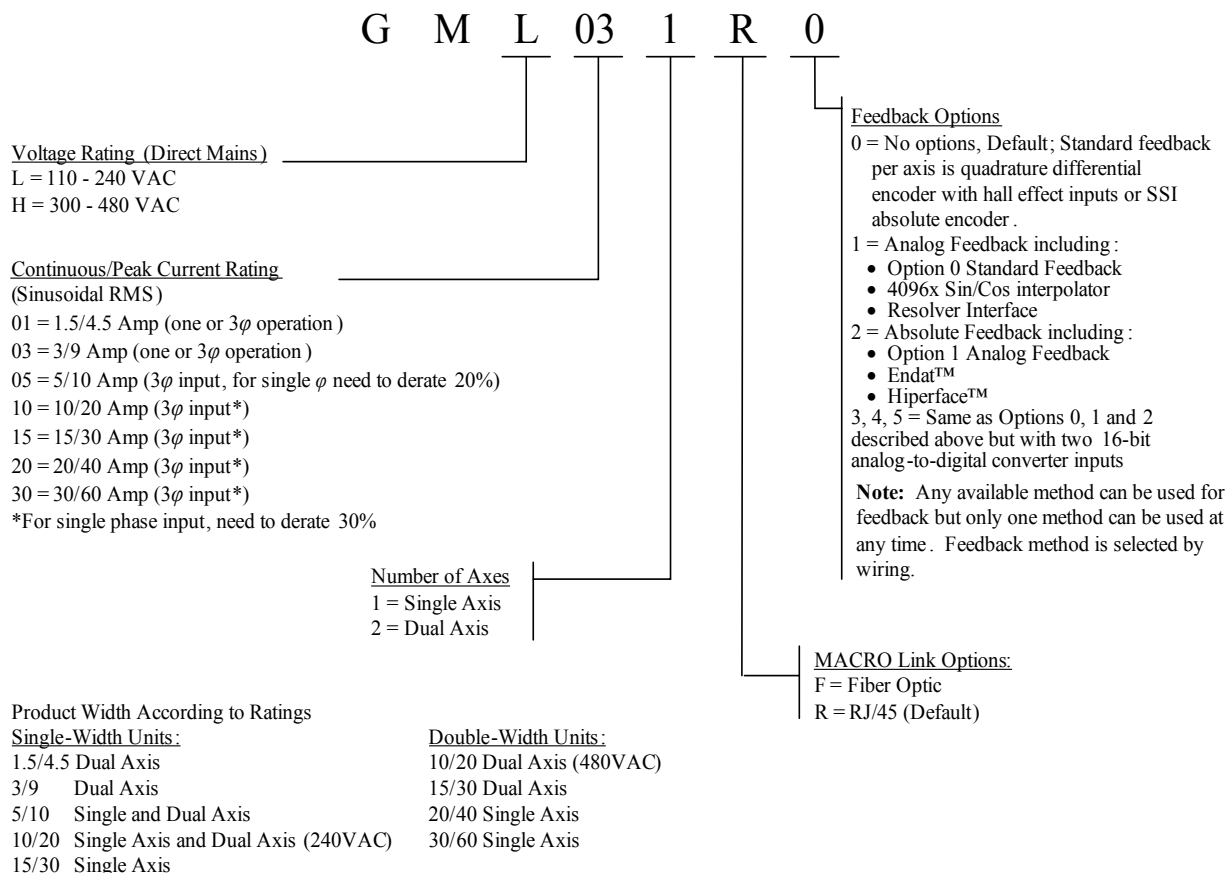 G M L 03 1 R 0
Voltage Rating (Direct Mains)
L = 110 - 240 VAC
H = 300 - 480 VAC
Continuous/Peak Current Rating
(Sinusoidal RMS)
01 = 1.5/4.5 Amp (one or 3φ operation)
03 = 3/9 Amp (one or 3φ operation)
05 = 5/10 Amp (3φ input, for single φ need to derate 20%)
10 = 10/20 Amp (3φ input*)
15 = 15/30 Amp (3φ input*)
20 = 20/40 Amp (3φ input*)
30 = 30/60 Amp (3φ input*)
*For single phase input, need to derate 30%
Number of Axes
1 = Single Axis
2 = Dual Axis
Feedback Options
0 = No options, Default; Standard feedback
per axis is quadrature differential
encoder with hall effect inputs or SSI
absolute encoder.
1 = Analog Feedback including:
• Option 0 Standard Feedback
• 4096x Sin/Cos interpolator
• Resolver Interface
2 = Absolute Feedback including:
• Option 1 Analog Feedback
• Endat™
• Hiperface™
3, 4, 5 = Same as Options 0, 1 and 2
described above but with two 16-bit
analog-to-digital converter inputs
Note: Any available method can be used for
feedback but only one method can be used at
any time. Feedback method is selected by
wiring.
MACRO Link Options:
F = Fiber Optic
R = RJ/45 (Default)
Product Width According to Ratings
Single-Width Units:
1.5/4.5 Dual Axis
3/9 Dual Axis
5/10 Single and Dual Axis
10/20 Single Axis and Dual Axis (240VAC)
15/30 Single Axis
Double-Width Units:
10/20 Dual Axis (480VAC)
15/30 Dual Axis
20/40 Single Axis
30/60 Single Axis